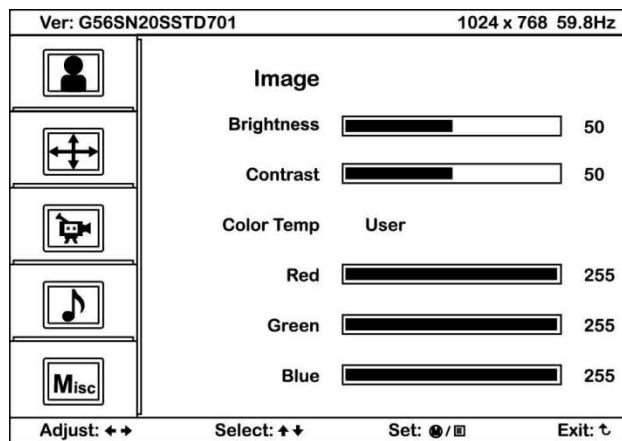 Ver: G56SN20SSTD701 1024 x 768 59.8Hz
Image
Brightness 50
Contrast 50
Color Temp User
Red 255
Green 255
Blue 255
Misc
Adjust: ←→ Select: ↑↓ Set: M/ Exit: